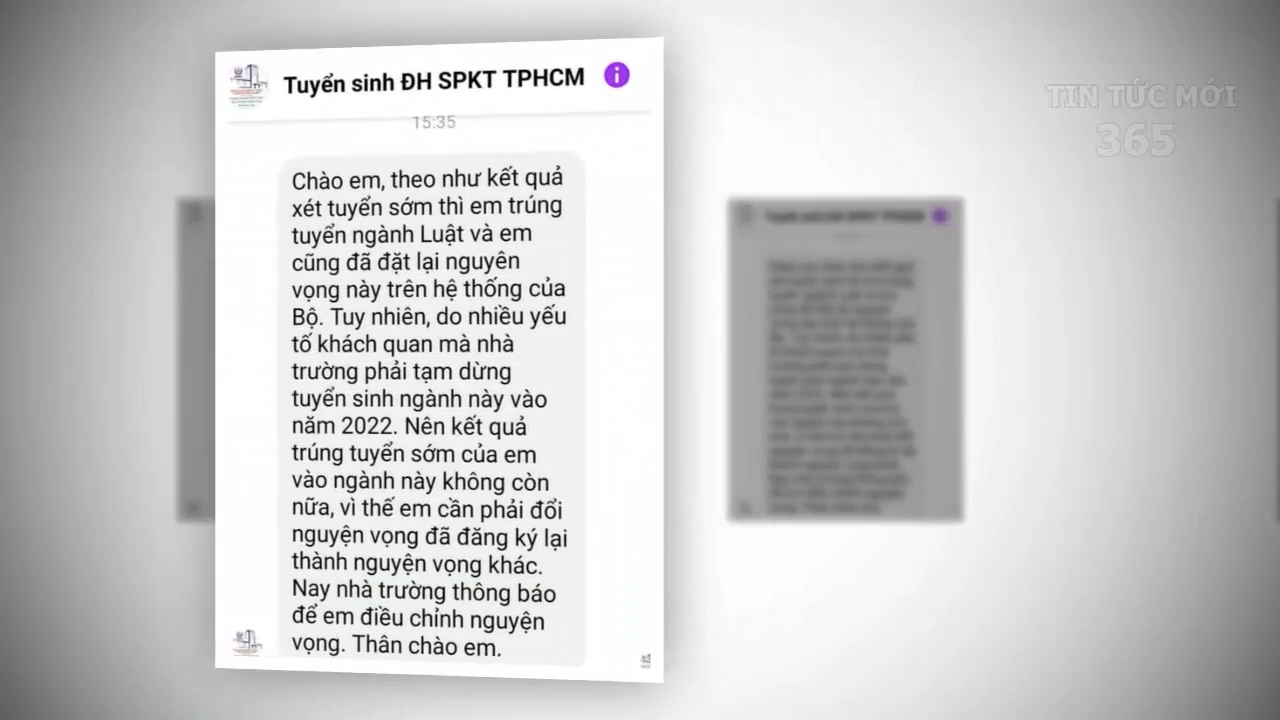 Tuyển sinh ĐH SPKT TPHCM
15:35
Chào em, theo như kết quả
xét tuyển sớm thì em trúng
tuyển ngành Luật và em
cũng đã đặt lại nguyên
vọng này trên hệ thống của
Bộ. Tuy nhiên, do nhiều yếu
tố khách quan mà nhà
trường phải tạm dừng
tuyển sinh ngành này vào
năm 2022. Nên kết quả
trúng tuyển sớm của em
vào ngành này không còn
nữa, vì thế em cần phải đổi
nguyện vọng đã đăng ký lại
thành nguyện vọng khác.
Nay nhà trường thông báo
để em điều chỉnh nguyện
vọng. Thân chào em.
TIN TỨC MỚI
365